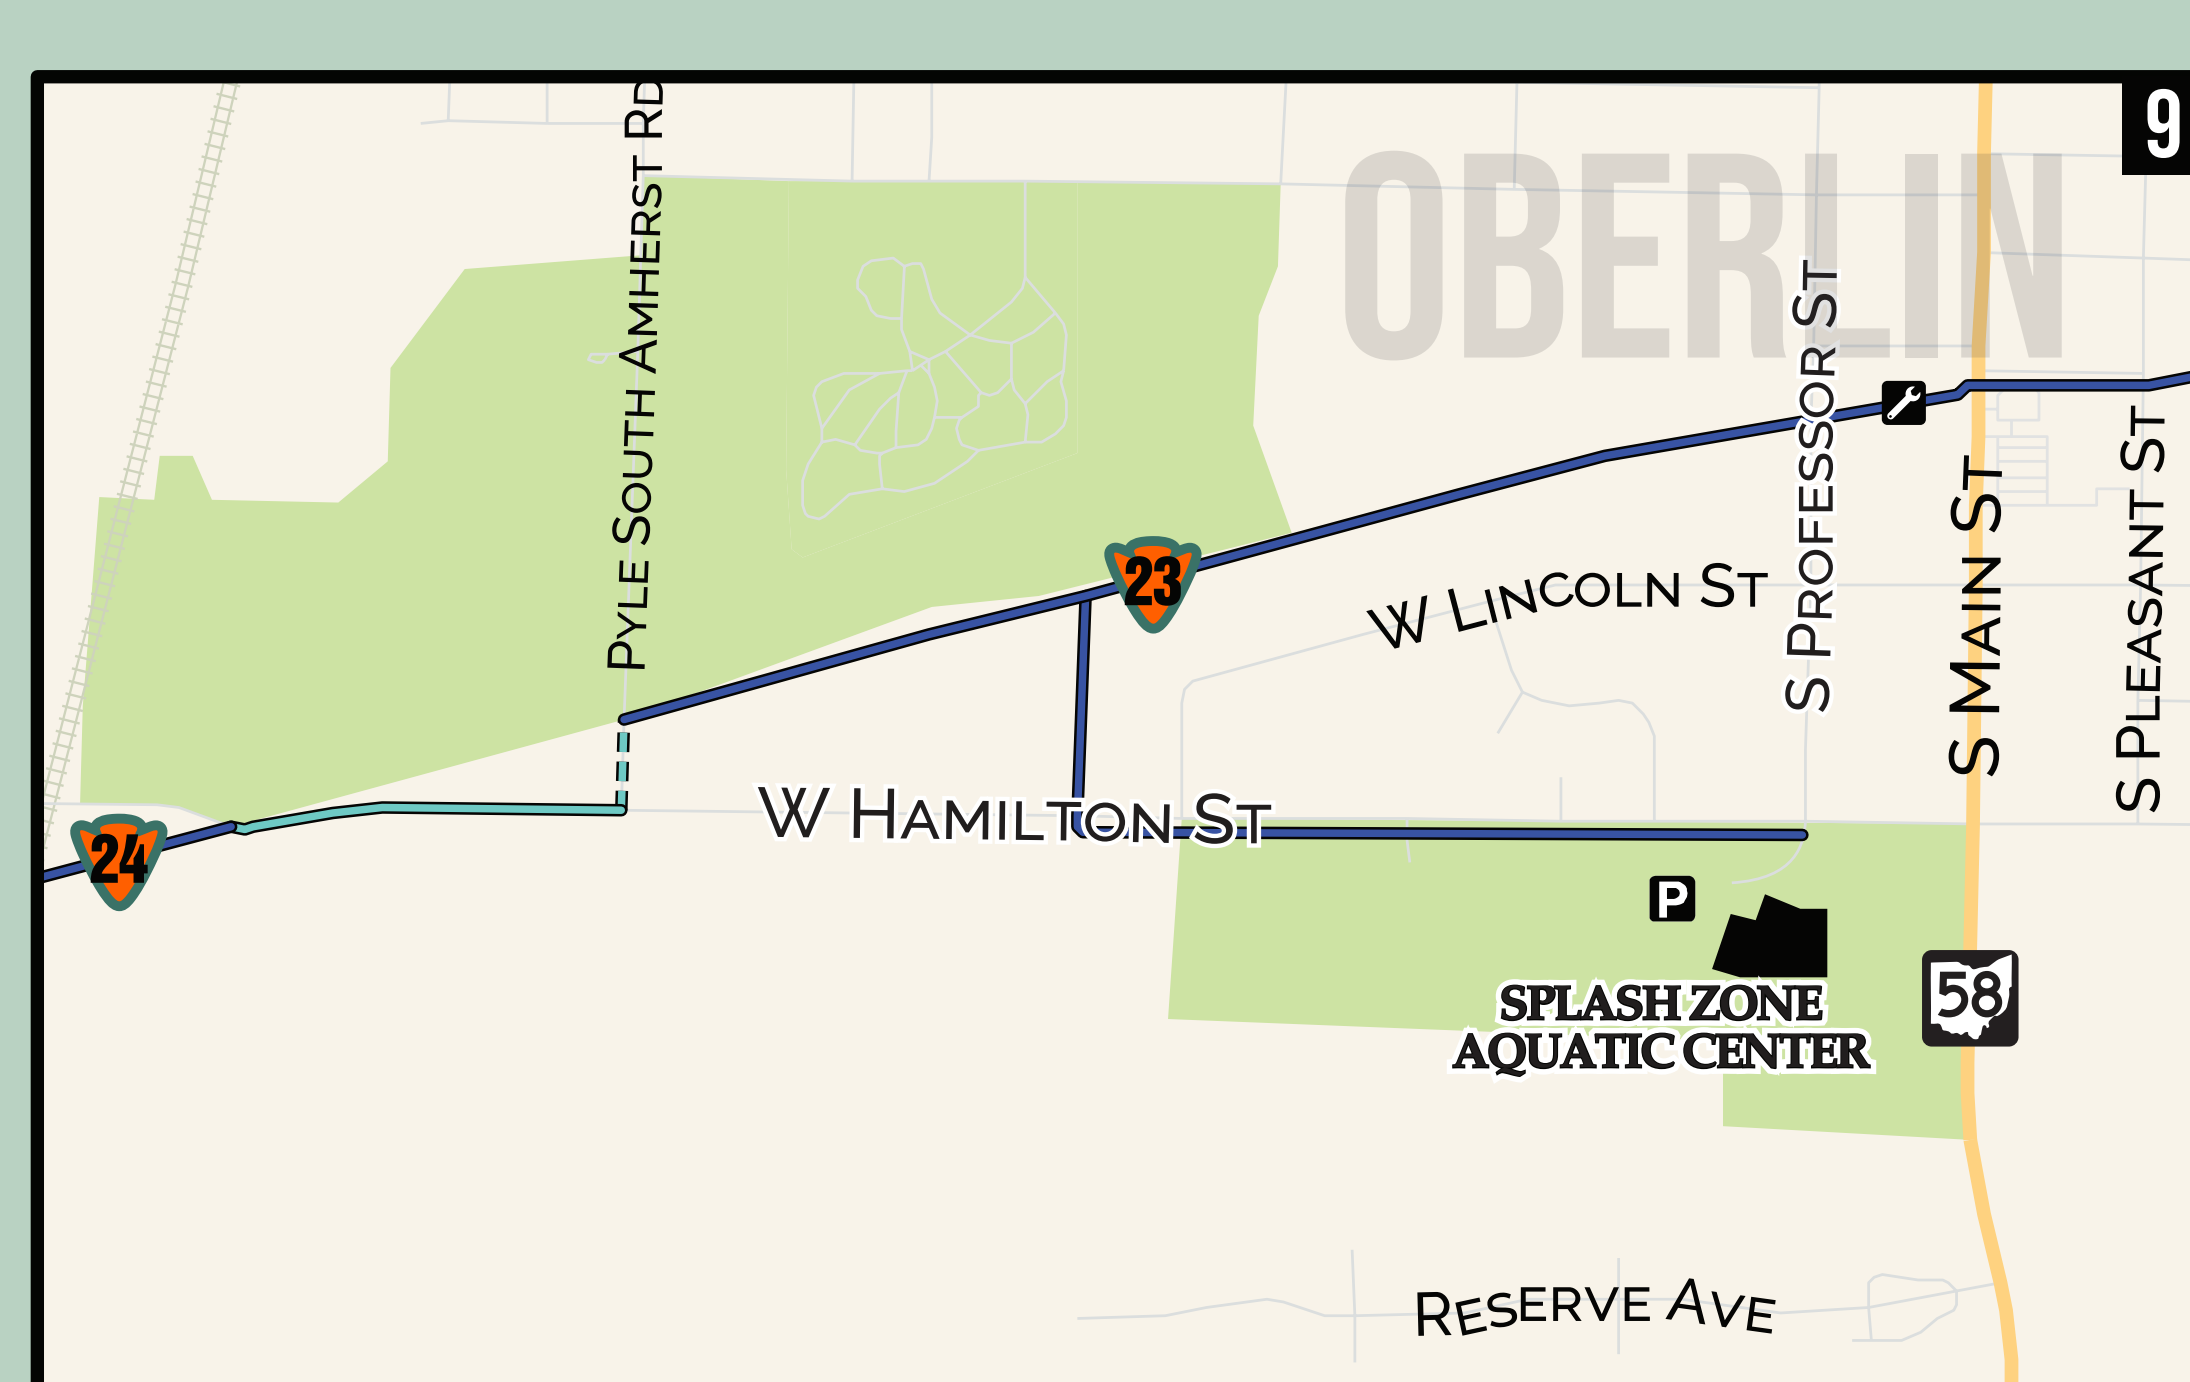 9
OBERLIN
PYLE SOUTH AMHERST RD
S PROFESSOR ST
S MAIN ST
S PLEASANT ST
23
W LINCOLN ST
W HAMILTON ST
24
P
SPLASH ZONE
AQUATIC CENTER
58
RESERVE AVE